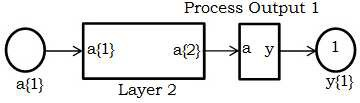 Process Output 1
a{1} a{2} a y 1
Layer 2
a{1} y{1}